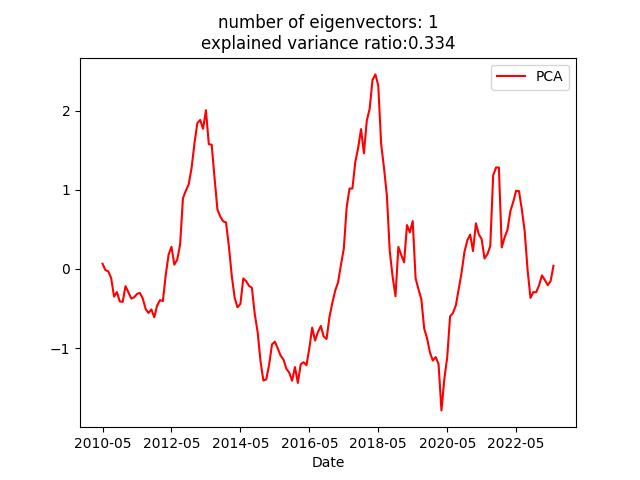 number of eigenvectors: 1
explained variance ratio:0.334
PCA
2
1
0
−1
2010-05 2012-05 2014-05 2016-05 2018-05 2020-05 2022-05
Date